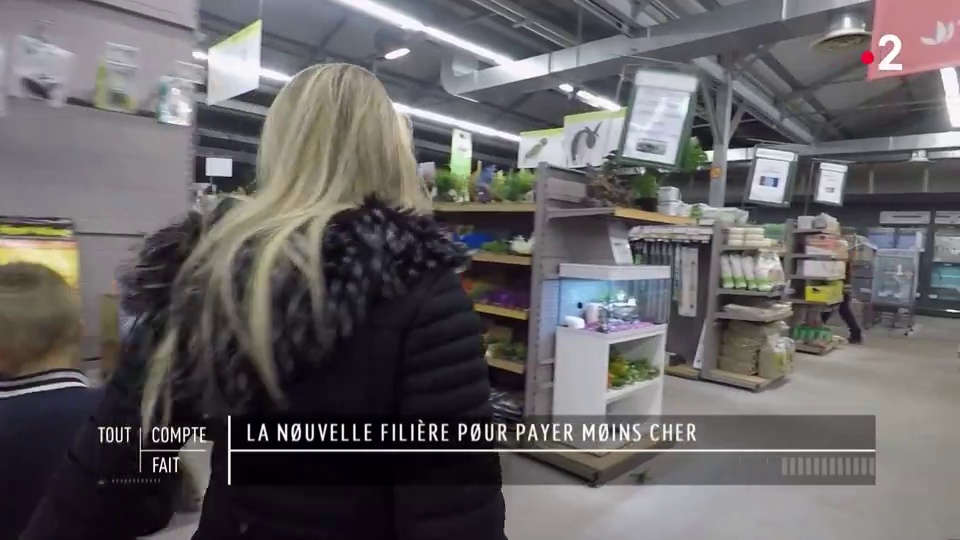 2
TOUT COMPTE
FAIT
LA NØUVELLE FILIÈRE PØUR PAYER MØINS CHER